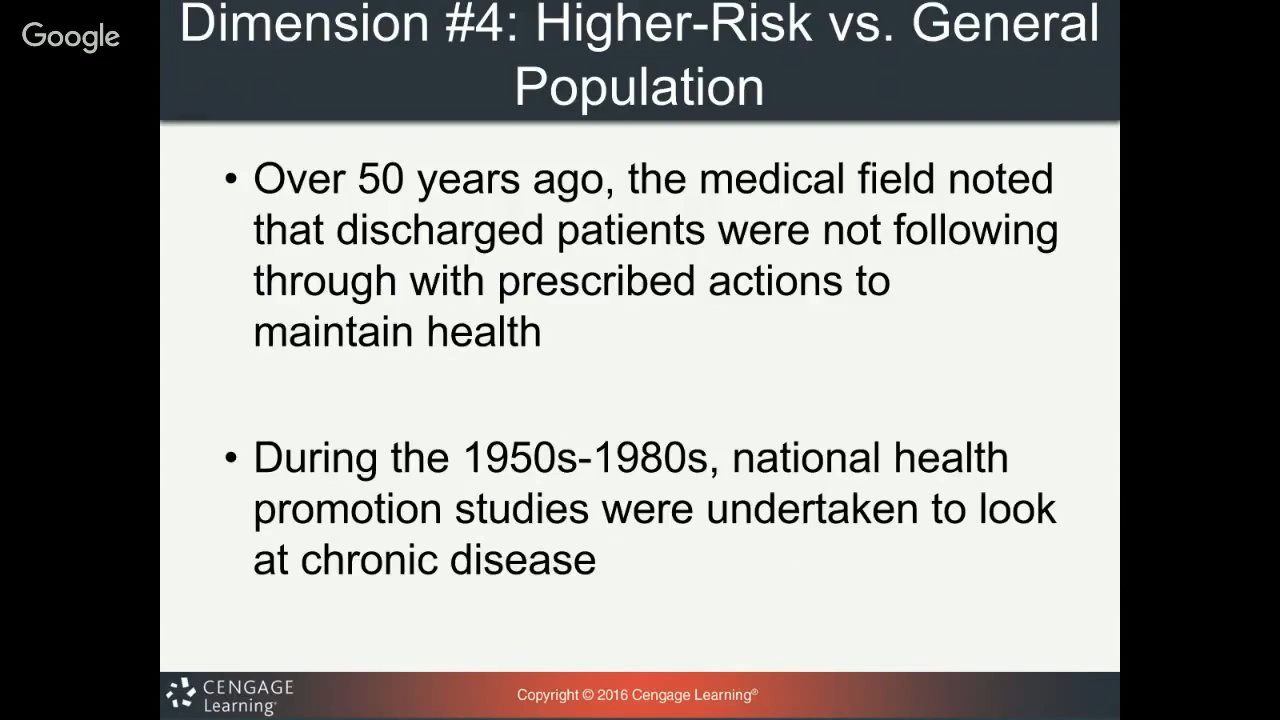 Google
Dimension #4: Higher-Risk vs. General
Population
• Over 50 years ago, the medical field noted
that discharged patients were not following
through with prescribed actions to
maintain health
• During the 1950s-1980s, national health
promotion studies were undertaken to look
at chronic disease
CENGAGE
Learning™
Copyright © 2016 Cengage Learning®